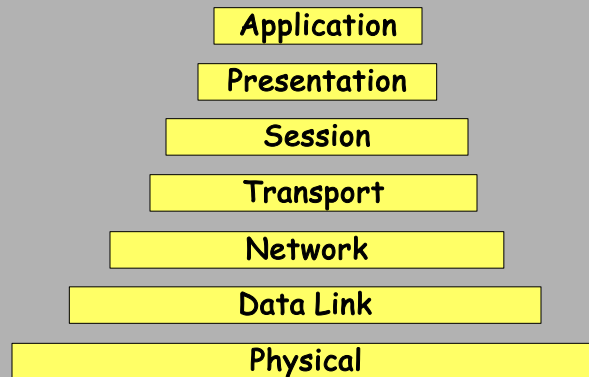 Application
Presentation
Session
Transport
Network
Data Link
Physical